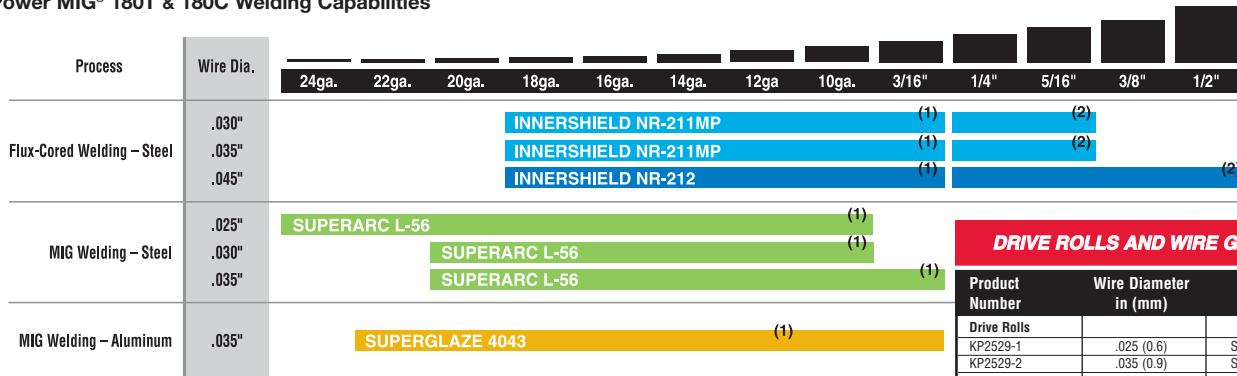 Power MIG® 180T & 180C Welding Capabilities
Process Wire Dia.
24ga. 22ga. 20ga. 18ga. 16ga. 14ga. 12ga 10ga. 3/16" 1/4" 5/16" 3/8" 1/2"
Flux-Cored Welding – Steel
.030" INNERSHIELD NR-211MP (1) (2)
.035" INNERSHIELD NR-211MP (1) (2)
.045" INNERSHIELD NR-212 (1) (2)
MIG Welding – Steel
.025" SUPERARC L-56 (1)
.030" SUPERARC L-56 (1)
.035" SUPERARC L-56 (1)
MIG Welding – Aluminum .035" SUPERGLAZE 4043 (1)
DRIVE ROLLS AND WIRE G
Product Number Wire Diameter in (mm)
Drive Rolls
KP2529-1 .025 (0.6) S
KP2529-2 .035 (0.9) S